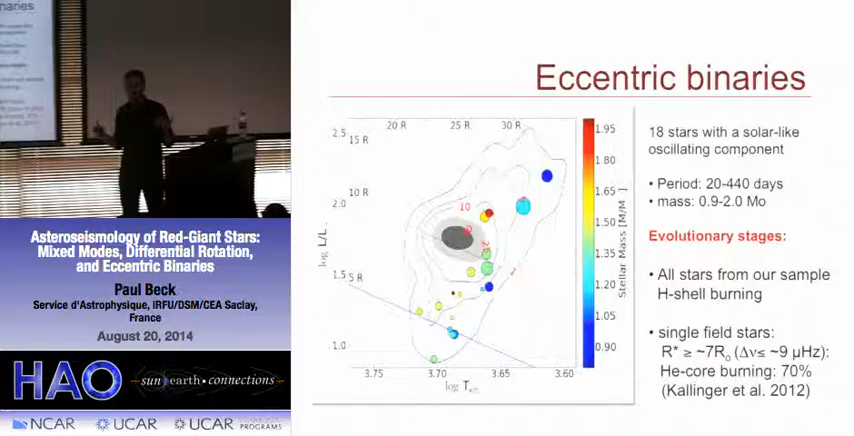 Eccentric binaries
20 R
25 R
30 R
2.5
15 R
10 R
2.0
10
1.5
5 R
1.0
3.75
3.70
3.65
3.60
log T
log L/L
1.95
1.80
1.65
1.50
1.35
1.20
1.05
0.90
Stellar Mass [M/M ]
18 stars with a solar-like
oscillating component
• Period: 20-440 days
• mass: 0.9-2.0 Mo
Evolutionary stages:
• All stars from our sample
H-shell burning
• single field stars:
R* ≥ ~7R₀ (Δν≤ ~9 μHz):
He-core burning: 70%
(Kallinger et al. 2012)
Asteroseismology of Red-Giant Stars:
Mixed Modes, Differential Rotation,
and Eccentric Binaries
Paul Beck
Service d'Astrophysique, IRFU/DSM/CEA Saclay,
France
August 20, 2014
HAO
sun earth • connections
NCAR
UCAR
UCAR
PROGRAMS